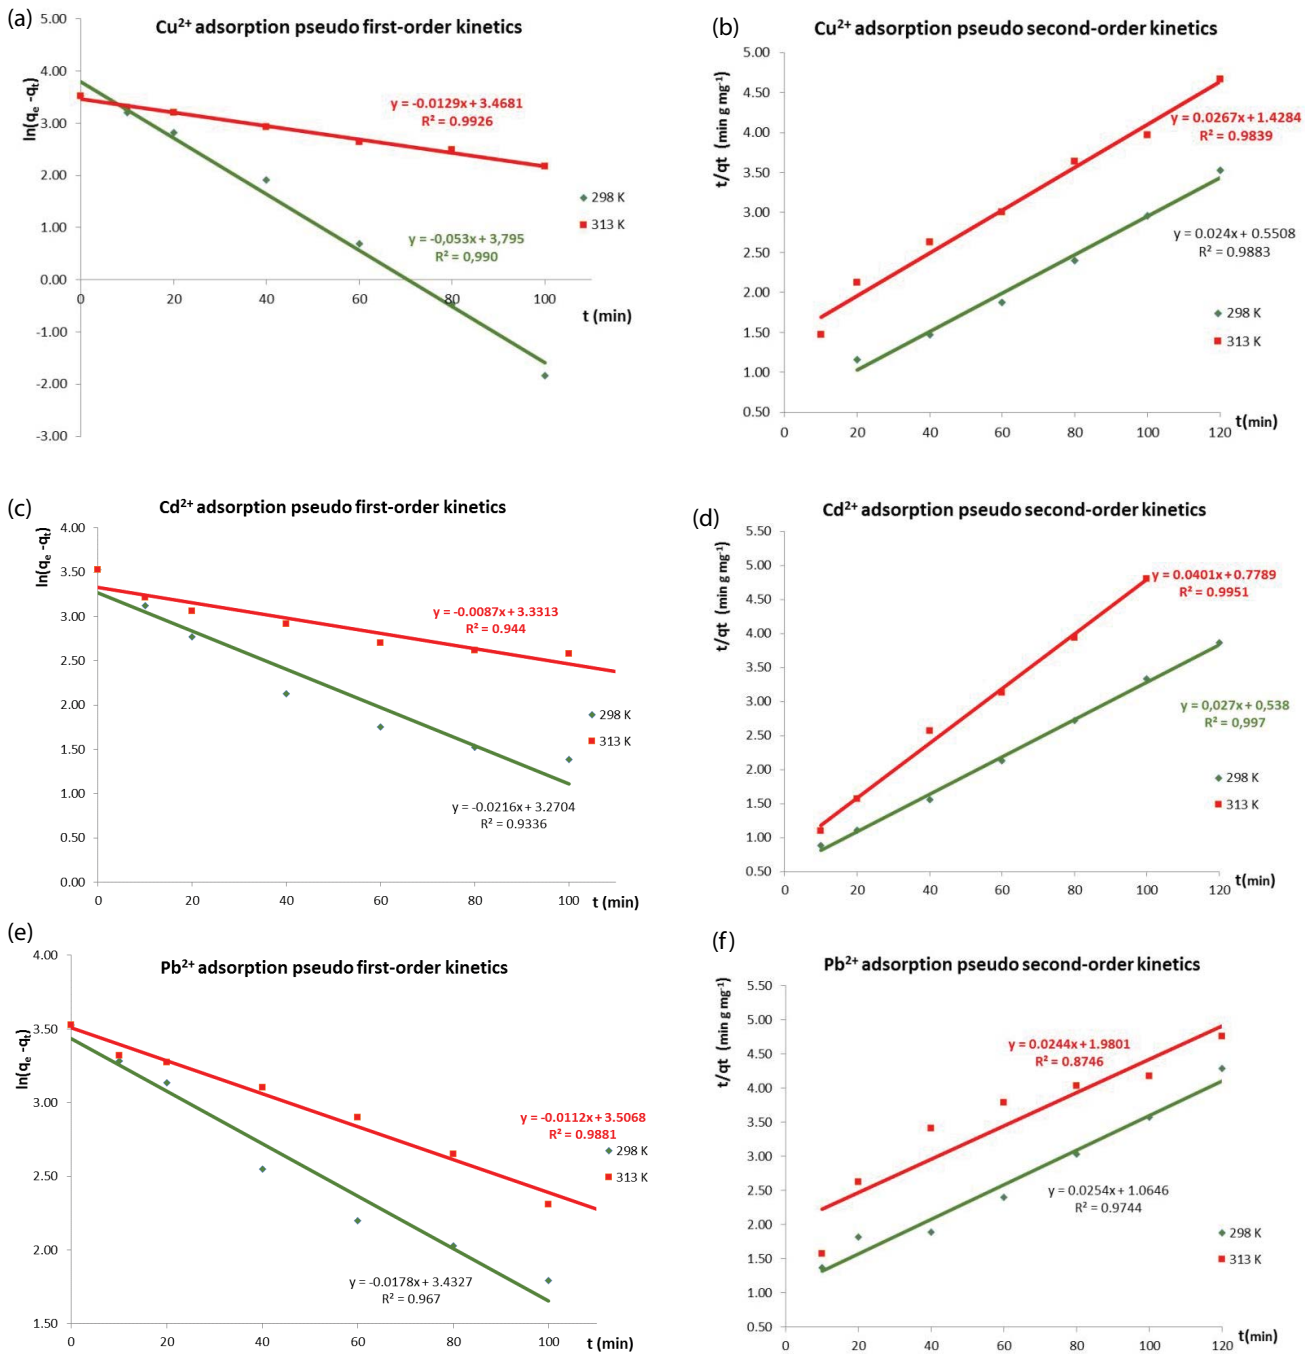 (a)
Cu²⁺ adsorption pseudo first-order kinetics
ln(qₑ -qₜ)
5.00
4.00
3.00
2.00
1.00
0.00
-1.00
-2.00
-3.00
0
20
40
60
80
100
t (min)
y = -0.0129x + 3.4681
R² = 0.9926
y = -0,053x + 3,795
R² = 0,990
298 K
313 K
(b)
Cu²⁺ adsorption pseudo second-order kinetics
t/qt (min g mg⁻¹)
5.00
4.50
4.00
3.50
3.00
2.50
2.00
1.50
1.00
0.50
0
20
40
60
80
100
120
t(min)
y = 0.0267x + 1.4284
R² = 0.9839
y = 0.024x + 0.5508
R² = 0.9883
298 K
313 K
(c)
Cd²⁺ adsorption pseudo first-order kinetics
ln(qₑ -qₜ)
4.00
3.50
3.00
2.50
2.00
1.50
1.00
0.50
0.00
0
20
40
60
80
100
t (min)
y = -0.0087x + 3.3313
R² = 0.944
y = -0.0216x + 3.2704
R² = 0.9336
298 K
313 K
(d)
Cd²⁺ adsorption pseudo second-order kinetics
t/qt (min g mg⁻¹)
5.50
5.00
4.50
4.00
3.50
3.00
2.50
2.00
1.50
1.00
0.50
0
20
40
60
80
100
120
t(min)
y = 0.0401x + 0.7789
R² = 0.9951
y = 0,027x + 0,538
R² = 0,997
298 K
313 K
(e)
Pb²⁺ adsorption pseudo first-order kinetics
ln(qₑ -qₜ)
4.00
3.50
3.00
2.50
2.00
1.50
0
20
40
60
80
100
t (min)
y = -0.0112x + 3.5068
R² = 0.9881
y = -0.0178x + 3.4327
R² = 0.967
298 K
313 K
(f)
Pb²⁺ adsorption pseudo second-order kinetics
t/qt (min g mg⁻¹)
5.50
5.00
4.50
4.00
3.50
3.00
2.50
2.00
1.50
1.00
0.50
0
20
40
60
80
100
120
t(min)
y = 0.0244x + 1.9801
R² = 0.8746
y = 0.0254x + 1.0646
R² = 0.9744
298 K
313 K